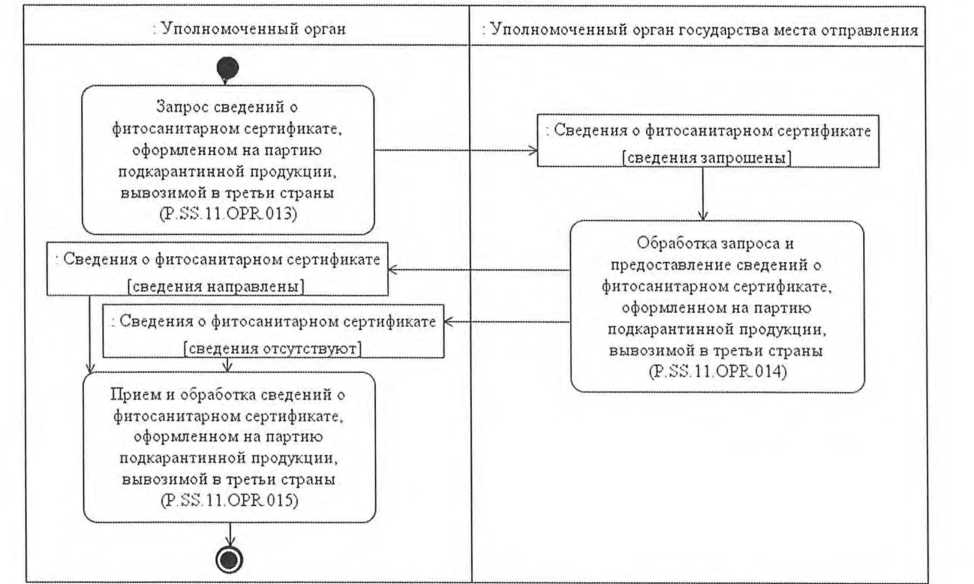 : Уполномоченный орган
: Уполномоченный орган государства места отправления
Запрос сведений о
фитосанитарном сертификате,
оформленном на партию
подкарантинной продукции,
вывозимой в третьи страны
(P.SS.11.OPR.013)
: Сведения о фитосанитарном сертификате
[сведения запрошены]
Обработка запроса и
предоставление сведений о
фитосанитарном сертификате,
оформленном на партию
подкарантинной продукции,
вывозимой в третьи страны
(P.SS.11.OPR.014)
: Сведения о фитосанитарном сертификате
[сведения направлены]
: Сведения о фитосанитарном сертификате
[сведения отсутствуют]
Прием и обработка сведений о
фитосанитарном сертификате,
оформленном на партию
подкарантинной продукции,
вывозимой в третьи страны
(P.SS.11.OPR.015)